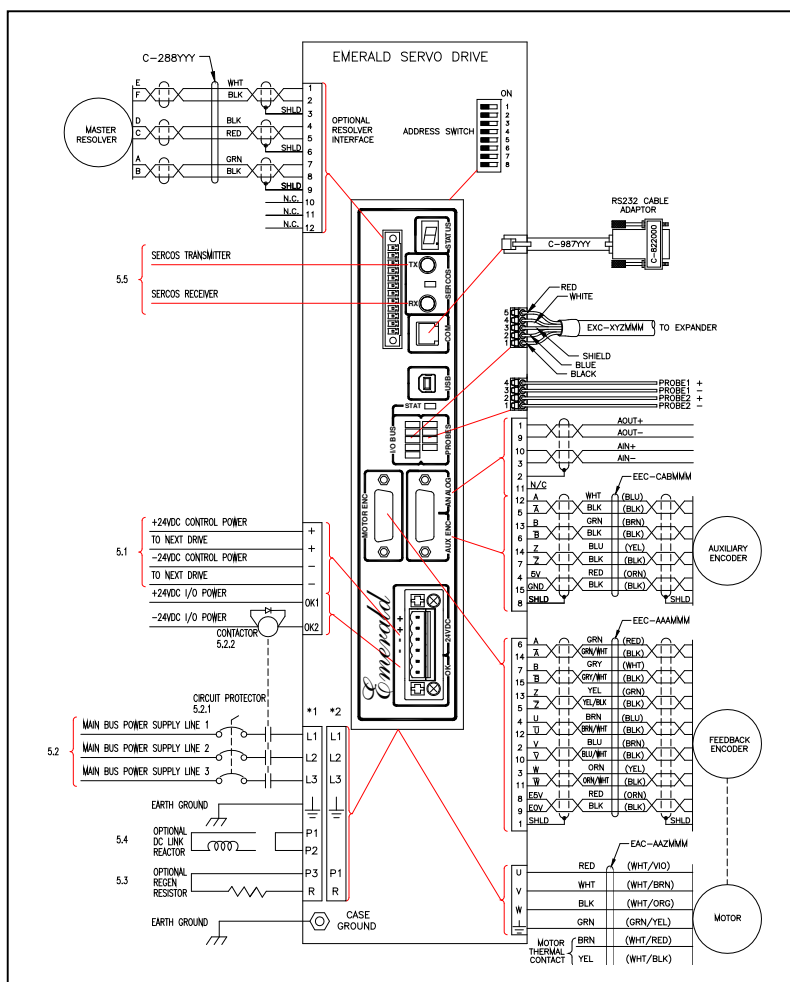 EMERALD SERVO DRIVE
C-288YYY
MASTER
RESOLVER
E WHT 1
F BLK 2
SHLD 3
D BLK 4
C RED 5
SHLD 6
A GRN 7
B BLK 8
SHLD 9
N.C. 10
N.C. 11
N.C. 12
OPTIONAL
RESOLVER
INTERFACE
ADDRESS SWITCH
ON
1
2
3
4
5
6
7
8
RS232 CABLE
ADAPTOR
C-987YYY
C-822000
5.5
SERCOS TRANSMITTER
SERCOS RECEIVER
STATUS
TX
SERCOS
RX
COM
USB
STAT
I/O BUS
PROBES
MOTOR ENC
ANALOG
AUX ENC
+
+
-
-
24VDC
OK
Emerald
RED
WHITE
5
4
3
2
1
EXC-XYZMMM
TO EXPANDER
SHIELD
BLUE
BLACK
4 PROBE1 +
3 PROBE1 -
2 PROBE2 +
1 PROBE2 -
1 AOUT+
9 AOUT-
10 AIN+
3 AIN-
2
11 N/C
EEC-CABMMM
12 A WHT (BLU)
5 A BLK (BLK)
13 B GRN (BRN)
6 B BLK (BLK)
14 Z BLU (YEL)
7 Z BLK (BLK)
4 5V RED (ORN)
15 GND BLK (BLK)
8 SHLD SHLD
AUXILIARY
ENCODER
EEC-AAAMMM
6 A GRN (RED)
14 A GRN/WHT (BLK)
7 B GRY (WHT)
15 B GRY/WHT (BLK)
13 Z YEL (GRN)
5 Z YEL/BLK (BLK)
4 U BRN (BLU)
12 U BRN/WHT (BLK)
2 V BLU (BRN)
10 V BLU/WHT (BLK)
3 W ORN (YEL)
11 W ORN/WHT (BLK)
8 E5V RED (ORN)
9 E0V BLK (BLK)
1 SHLD SHLD
FEEDBACK
ENCODER
EAC-AAZMMM
U RED (WHT/VIO)
V WHT (WHT/BRN)
W BLK (WHT/ORG)
GRN (GRN/YEL)
MOTOR
THERMAL
CONTACT
BRN (WHT/RED)
YEL (WHT/BLK)
MOTOR
5.1
+24VDC CONTROL POWER +
TO NEXT DRIVE +
-24VDC CONTROL POWER -
TO NEXT DRIVE -
+24VDC I/O POWER OK1
-24VDC I/O POWER OK2
CONTACTOR
5.2.2
CIRCUIT PROTECTOR
5.2.1
*1 *2
5.2
MAIN BUS POWER SUPPLY LINE 1 L1 L1
MAIN BUS POWER SUPPLY LINE 2 L2 L2
MAIN BUS POWER SUPPLY LINE 3 L3 L3
EARTH GROUND
5.4
OPTIONAL
DC LINK
REACTOR
P1
P2
5.3
OPTIONAL
REGEN
RESISTOR
P3 P1
R R
EARTH GROUND
CASE
GROUND